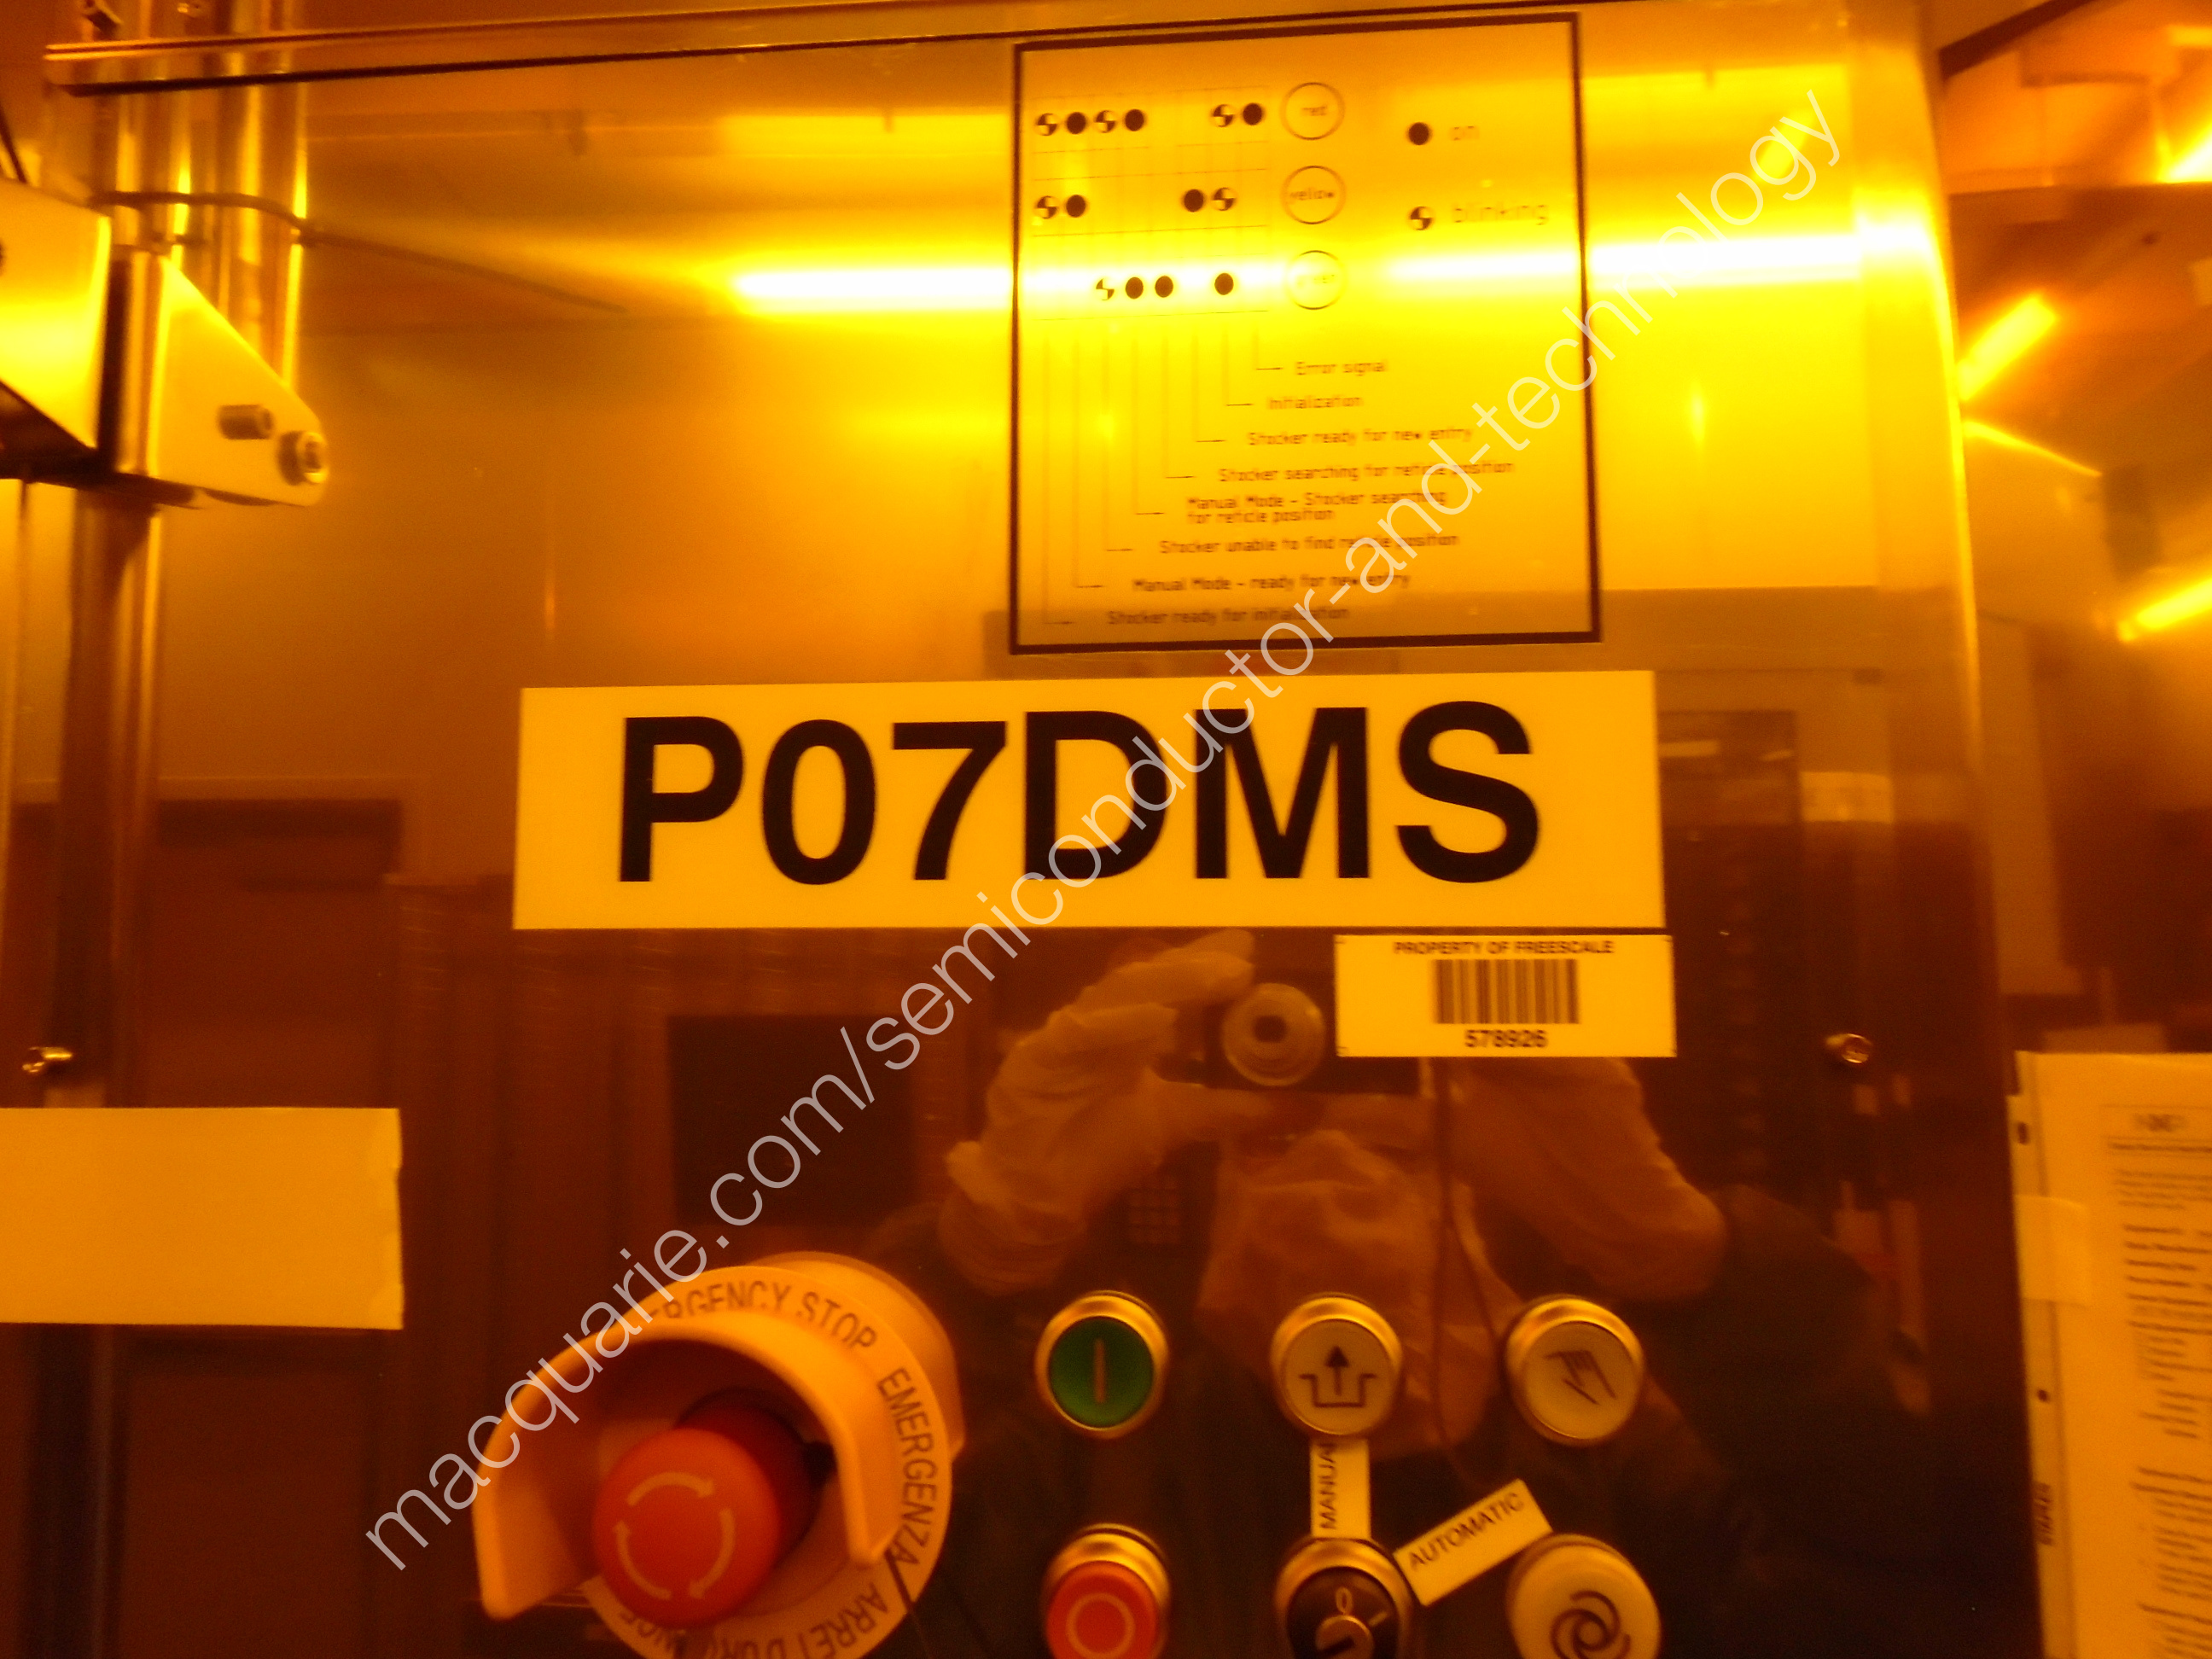 red
on
yellow
blinking
Error signal
Initialization
Stocker ready for new entry
Stocker searching for reticle position
Manual Mode - Stocker searching
for reticle position
Stocker unable to find reticle position
Manual Mode - ready for new entry
Stocker ready for initialization
P07DMS
PROPERTY OF FREESCALE
578926
EMERGENCY STOP
EMERGENZA
ARRET D'URGENCE
MANUAL
AUTOMATIC
0 I
macquarie.com/semiconductor-and-technology